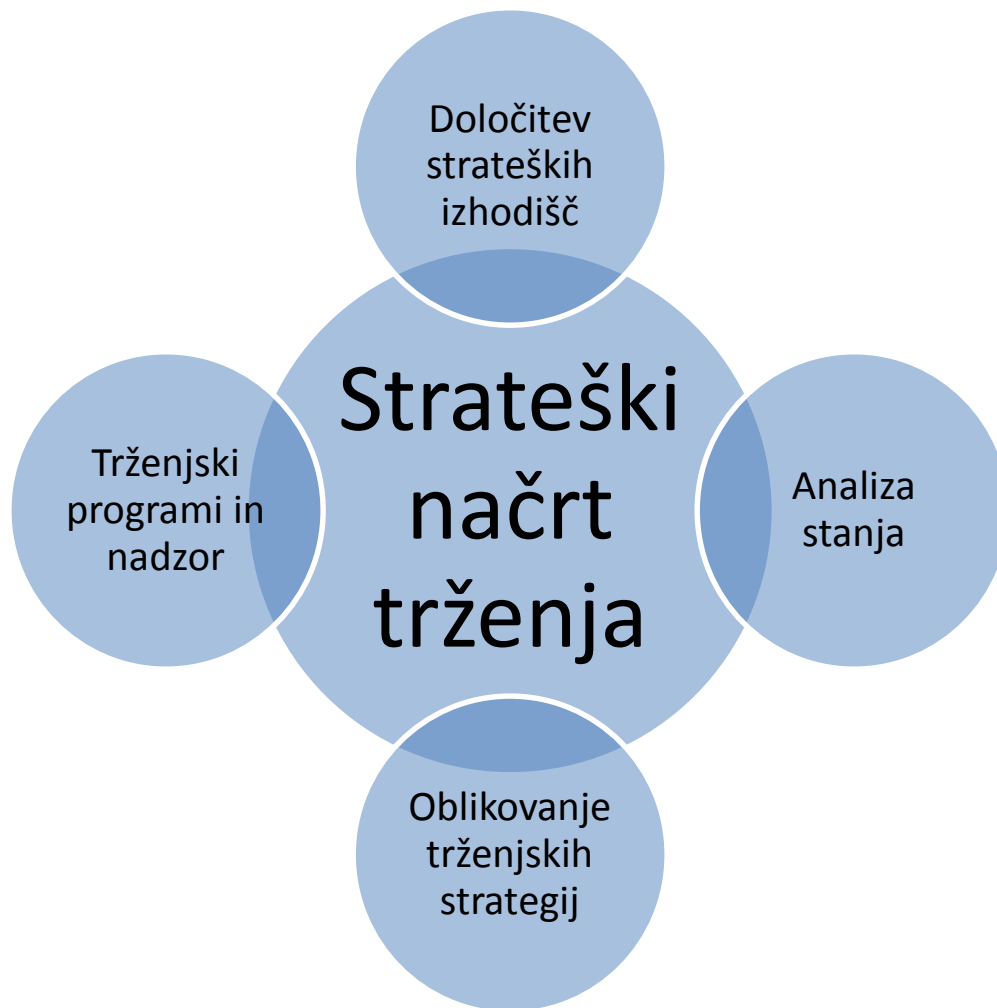 Določitev
strateških
izhodišč
Strateški
načrt
trženja
Analiza
stanja
Oblikovanje
trženjskih
strategij
Trženjski
programi in
nadzor